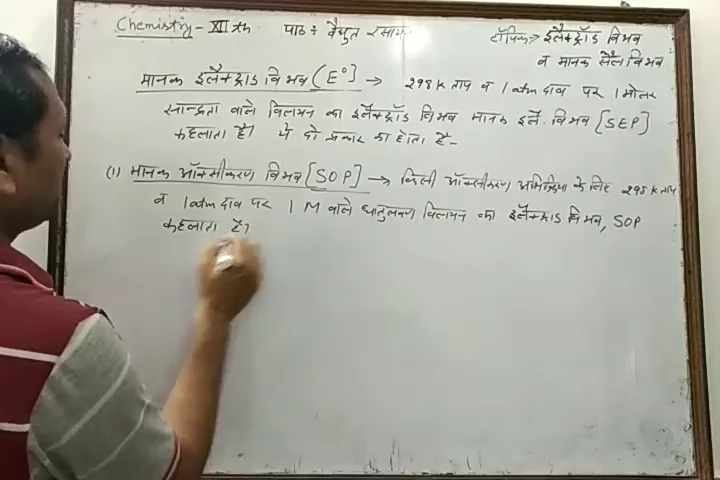 Chemistry - XII th पाठ ÷ वैद्युत रसायन टॉपिक → इलैक्ट्रॉड विभव
व मानक सैल विभव
मानक इलैक्ट्रॉड विभव (E°] → 298 K ताप व 1 atm दाव पर 1 मोलर
सान्द्रता वाले विलयन का इलैक्ट्रॉड विभव मानक इलै. विभव [SEP]
कहलाता है। ये दो प्रकार का होता है -
(1) मानक ऑक्सीकरण विभव [SOP] → किसी ऑक्सीकरण अभिक्रिया के लिए 298 K ताप
व 1 atm दाव पर 1 M वाले धातुलवण विलयन का इलैक्ट्रॉड विभव, SOP
कहलाता है।